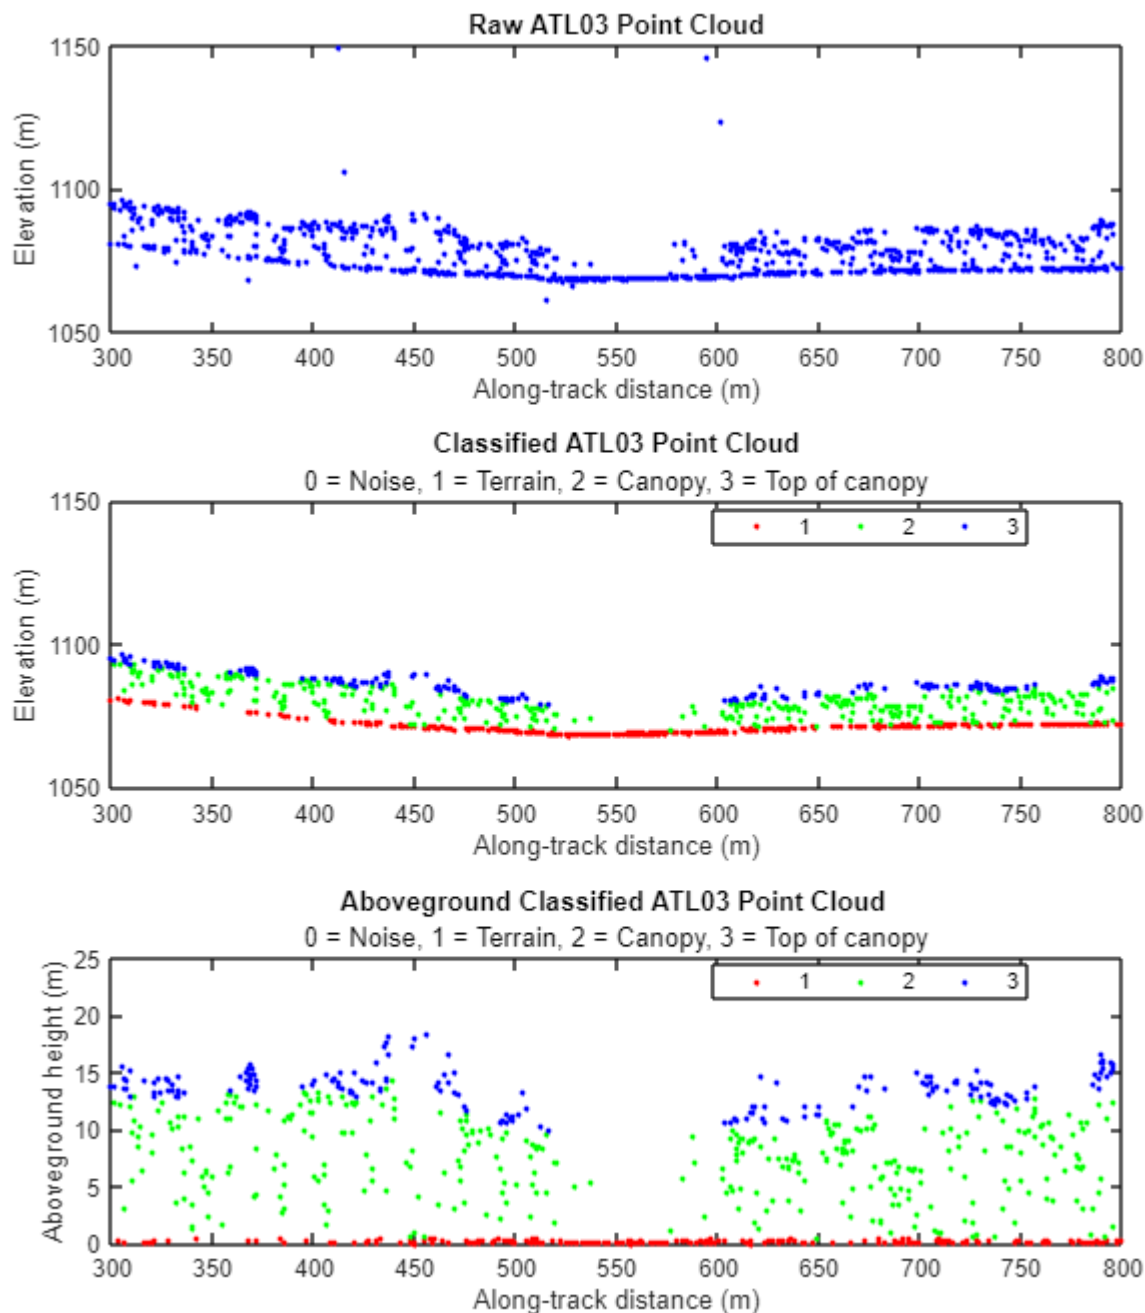 Raw ATL03 Point Cloud
1150
1100
1050
Elevation (m)
300 350 400 450 500 550 600 650 700 750 800
Along-track distance (m)
Classified ATL03 Point Cloud
0 = Noise, 1 = Terrain, 2 = Canopy, 3 = Top of canopy
1 2 3
1150
1100
1050
Elevation (m)
300 350 400 450 500 550 600 650 700 750 800
Along-track distance (m)
Aboveground Classified ATL03 Point Cloud
0 = Noise, 1 = Terrain, 2 = Canopy, 3 = Top of canopy
1 2 3
25
20
15
10
5
0
Aboveground height (m)
300 350 400 450 500 550 600 650 700 750 800
Along-track distance (m)